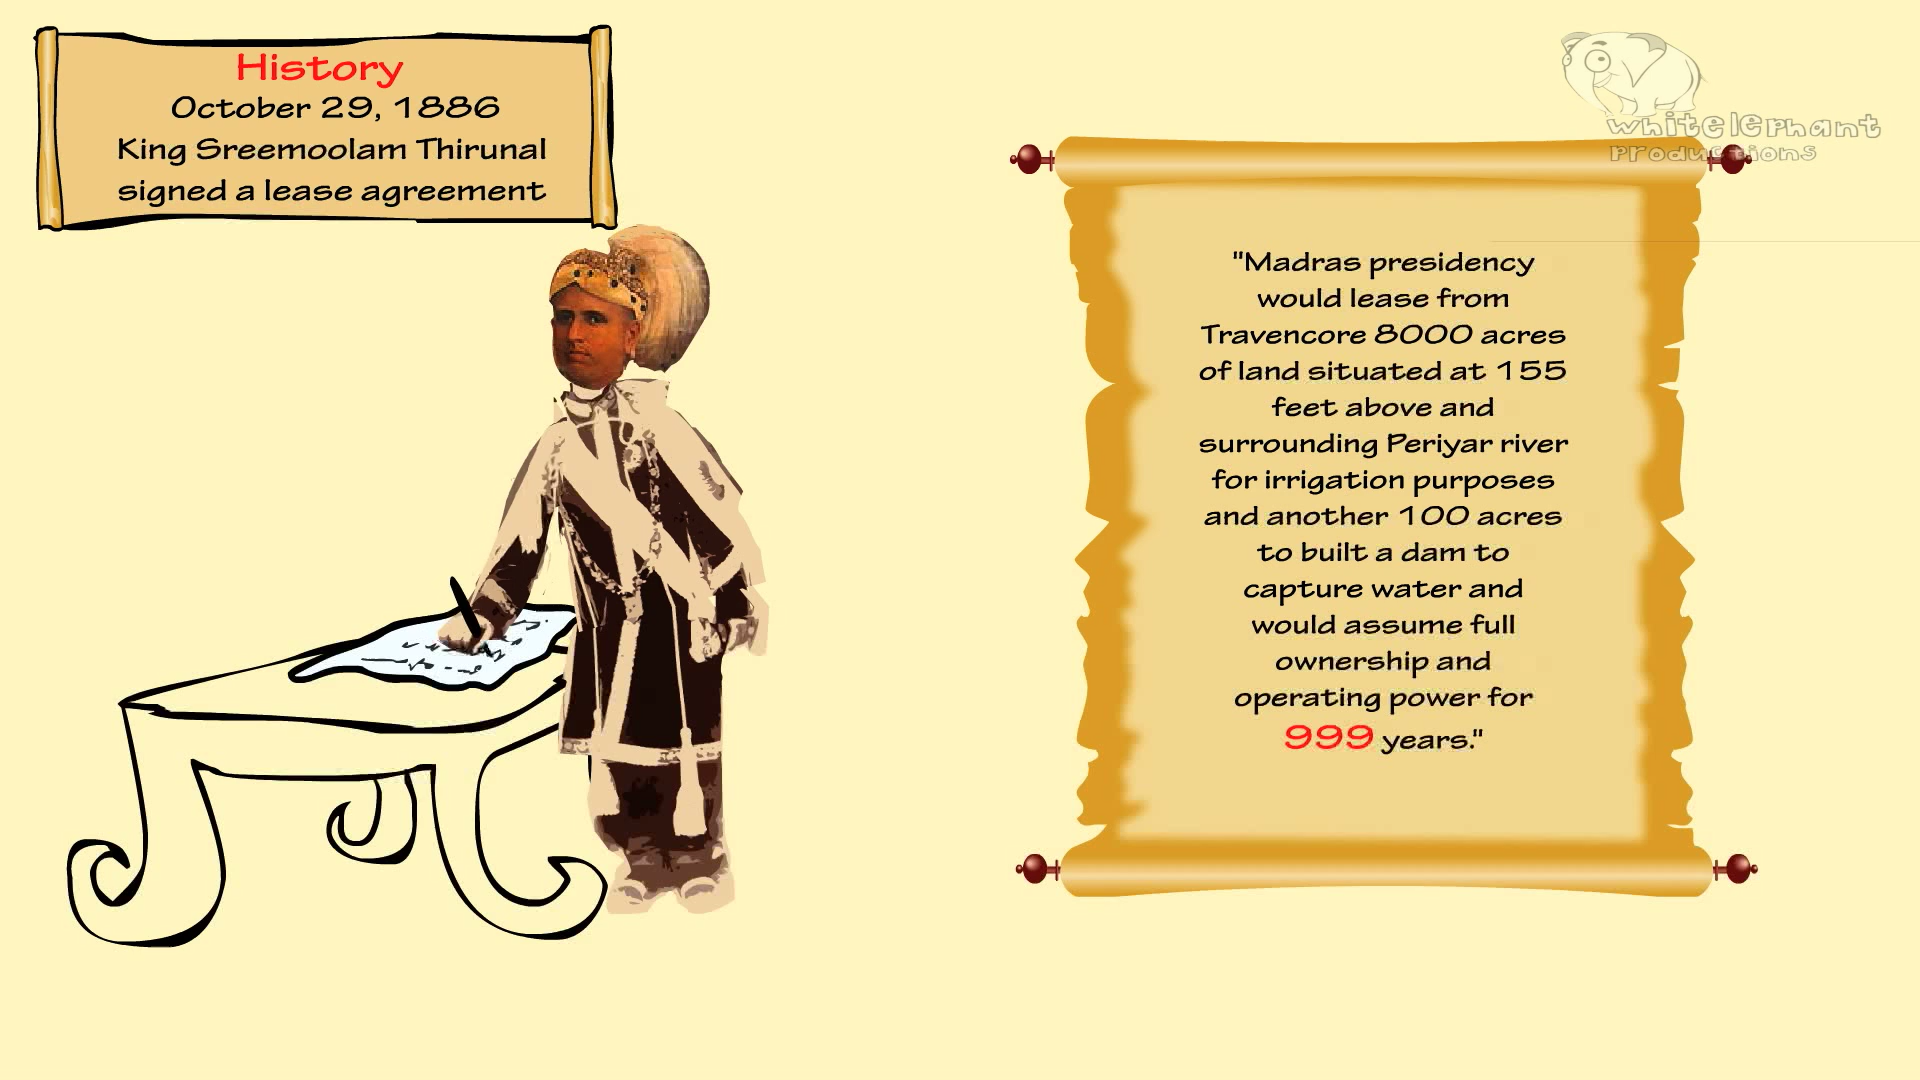 History
October 29, 1886
King Sreemoolam Thirunal
signed a lease agreement
whitelephant
productions
"Madras presidency
would lease from
Travencore 8000 acres
of land situated at 155
feet above and
surrounding Periyar river
for irrigation purposes
and another 100 acres
to built a dam to
capture water and
would assume full
ownership and
operating power for
999 years."